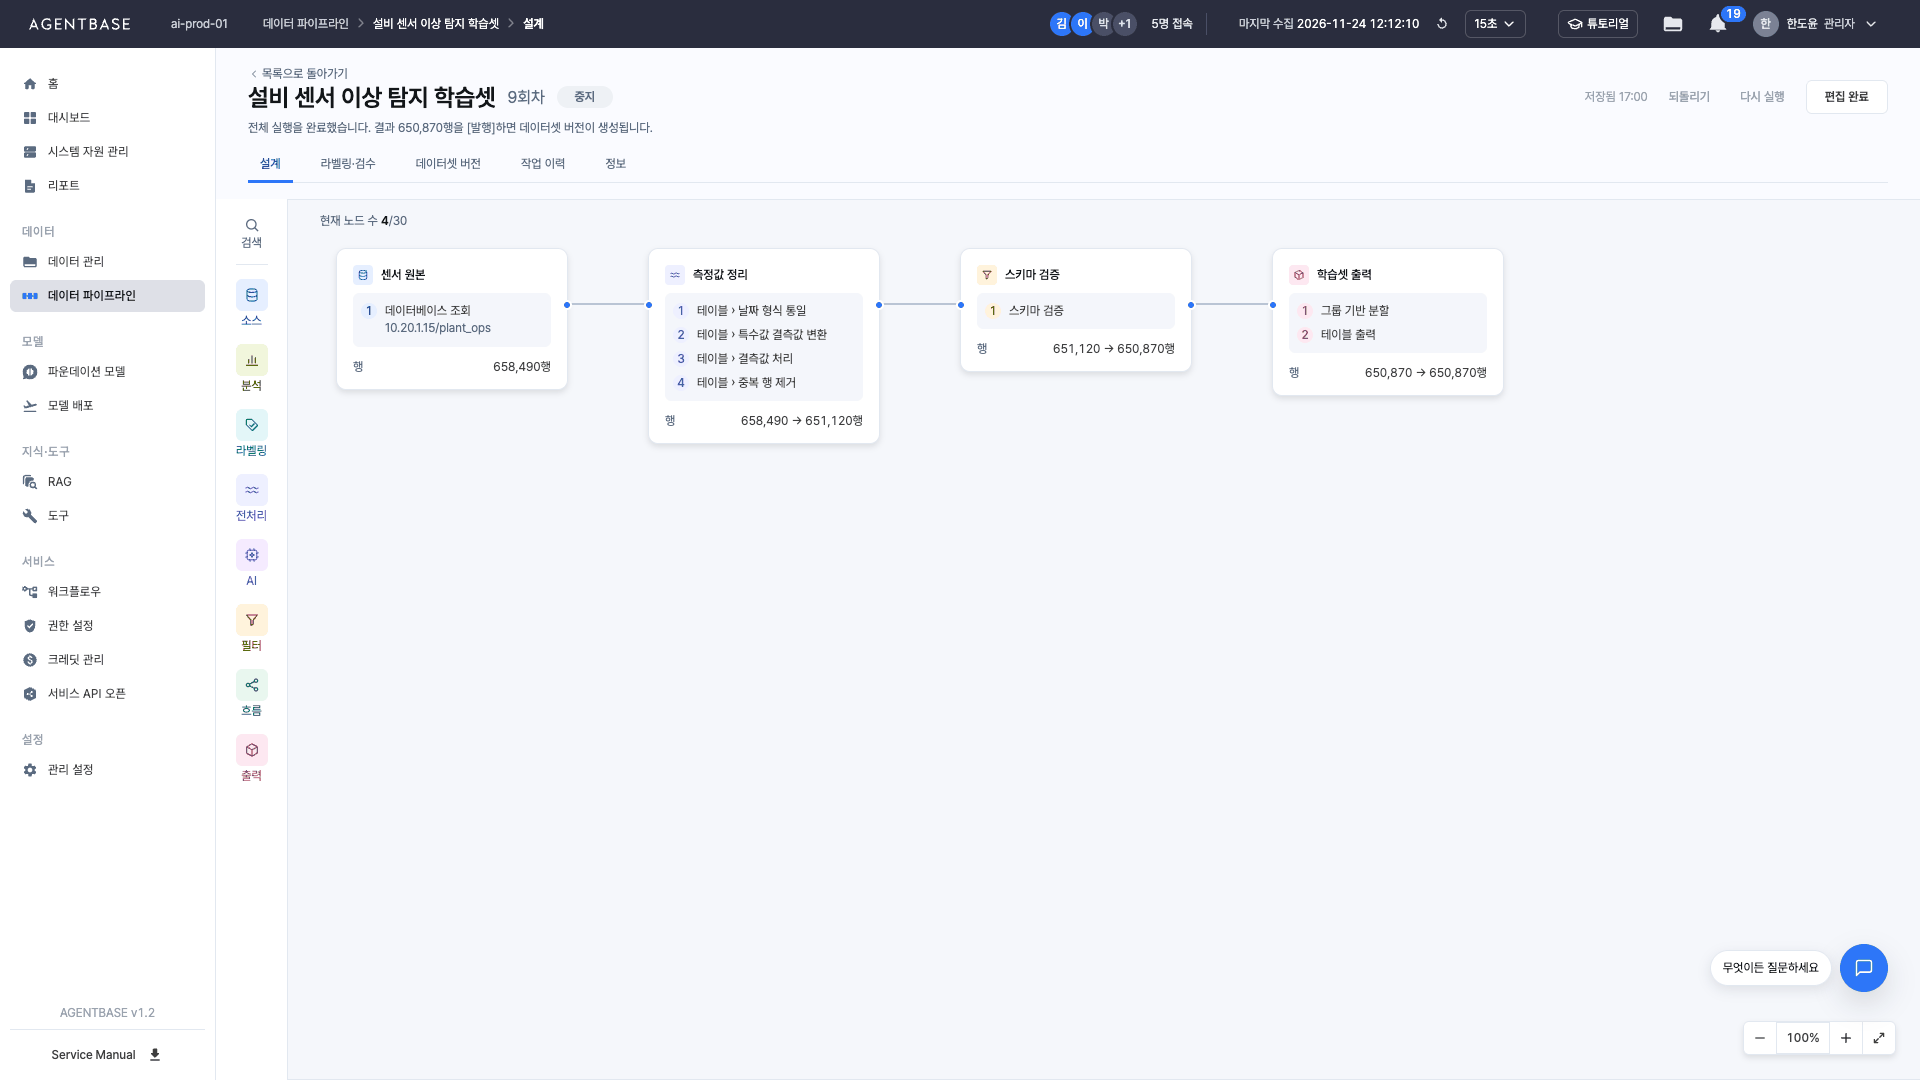 AGENTBASE
ai-prod-01
데이터 파이프라인 > 설비 센서 이상 탐지 학습셋 > 설계
김 이 박 +1 5명 접속
마지막 수집 2026-11-24 12:12:10
15초
튜토리얼
19
한 한도윤 관리자
홈
대시보드
시스템 자원 관리
리포트
데이터
데이터 관리
데이터 파이프라인
모델
파운데이션 모델
모델 배포
지식·도구
RAG
도구
서비스
워크플로우
권한 설정
크레딧 관리
서비스 API 오픈
설정
관리 설정
AGENTBASE v1.2
Service Manual
목록으로 돌아가기
설비 센서 이상 탐지 학습셋 9회차 중지
저장됨 17:00 되돌리기 다시 실행 편집 완료
전체 실행을 완료했습니다. 결과 650,870행을 [발행]하면 데이터셋 버전이 생성됩니다.
설계 라벨링·검수 데이터셋 버전 작업 이력 정보
검색
소스
분석
라벨링
전처리
AI
필터
흐름
출력
현재 노드 수 4/30
센서 원본
1 데이터베이스 조회
10.20.1.15/plant_ops
행 658,490행
측정값 정리
1 테이블 › 날짜 형식 통일
2 테이블 › 특수값 결측값 변환
3 테이블 › 결측값 처리
4 테이블 › 중복 행 제거
행 658,490 → 651,120행
스키마 검증
1 스키마 검증
행 651,120 → 650,870행
학습셋 출력
1 그룹 기반 분할
2 테이블 출력
행 650,870 → 650,870행
무엇이든 질문하세요
100%